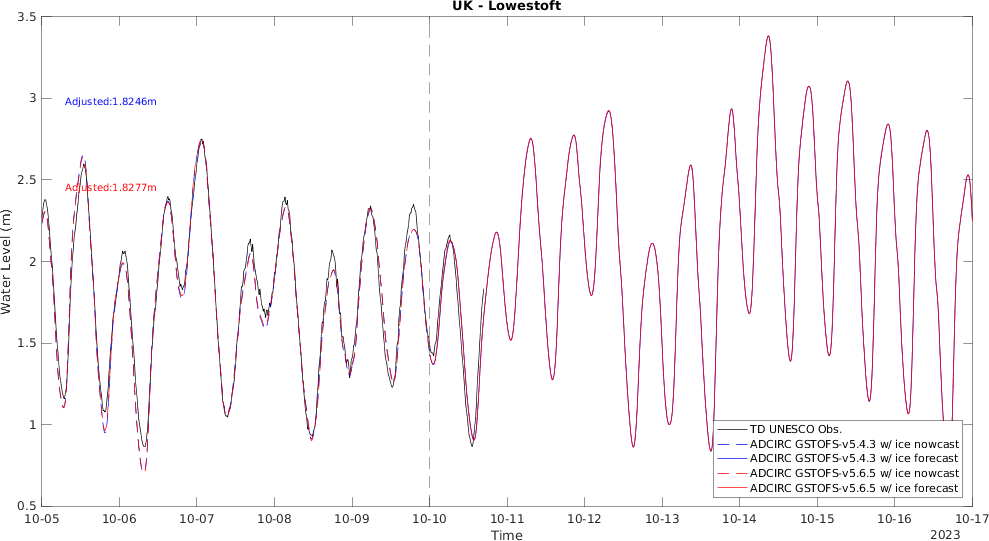 UK - Lowestoft
3.5
3
2.5
2
1.5
1
0.5
Water Level (m)
Adjusted:1.8246m
Adjusted:1.8277m
TD UNESCO Obs.
ADCIRC GSTOFS-v5.4.3 w/ ice nowcast
ADCIRC GSTOFS-v5.4.3 w/ ice forecast
ADCIRC GSTOFS-v5.6.5 w/ ice nowcast
ADCIRC GSTOFS-v5.6.5 w/ ice forecast
10-05 10-06 10-07 10-08 10-09 10-10 10-11 10-12 10-13 10-14 10-15 10-16 10-17
Time
2023